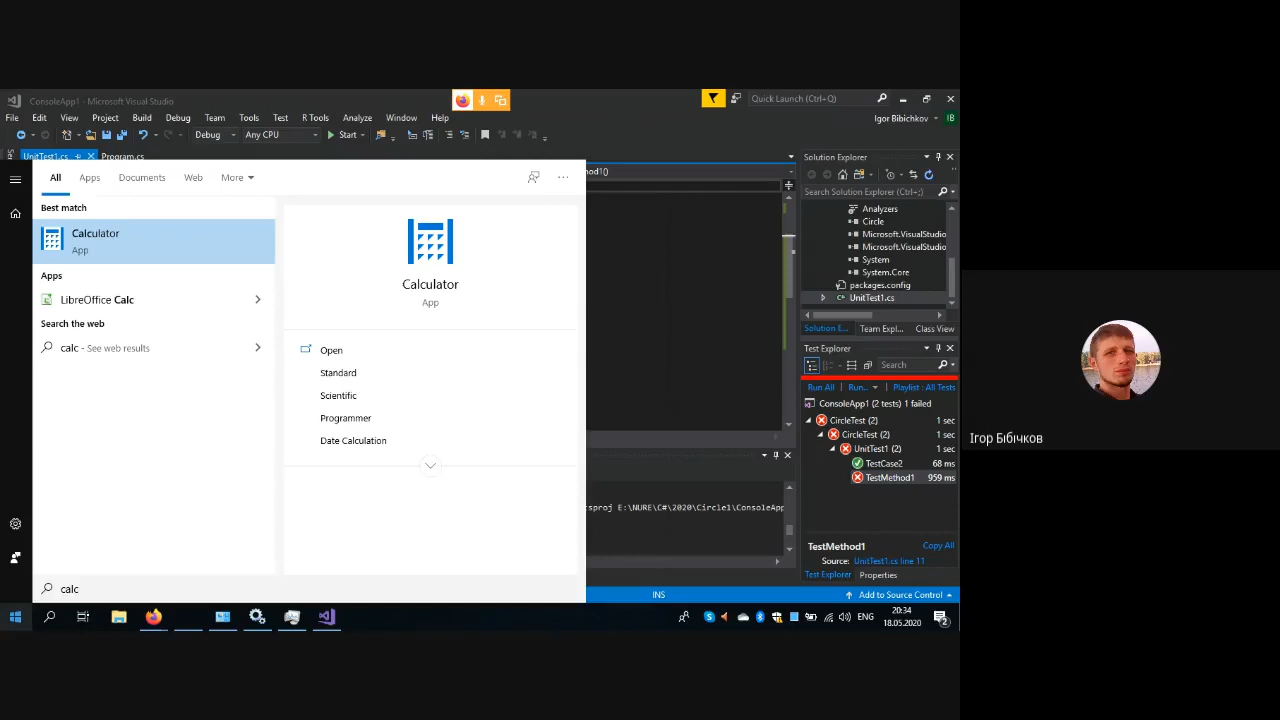 ConsoleApp1 - Microsoft Visual Studio
Quick Launch (Ctrl+Q)
File Edit View Project Build Debug Team Tools Test R Tools Analyze Window Help
Igor Bibichkov
IB
Debug
Any CPU
Start
UnitTest1.cs
Program.cs
All
Apps
Documents
Web
More
Best match
Calculator
App
Apps
LibreOffice Calc
Search the web
calc - See web results
Calculator
App
Open
Standard
Scientific
Programmer
Date Calculation
calc
hod1()
sproj E:\NURE\C#\2020\Circle1\ConsoleApp
Solution Explorer
Search Solution Explorer (Ctrl+;)
Analyzers
Circle
Microsoft.VisualStudio
Microsoft.VisualStudio
System
System.Core
packages.config
UnitTest1.cs
Solution E...
Team Expl...
Class View
Test Explorer
Search
Run All
Run...
Playlist : All Tests
ConsoleApp1 (2 tests) 1 failed
CircleTest (2) 1 sec
CircleTest (2) 1 sec
UnitTest1 (2) 1 sec
TestCase2 68 ms
TestMethod1 959 ms
TestMethod1
Copy All
Source: UnitTest1.cs line 11
Test Explorer
Properties
INS
Add to Source Control
ENG
20:34
18.05.2020
2
Ігор Бібічков